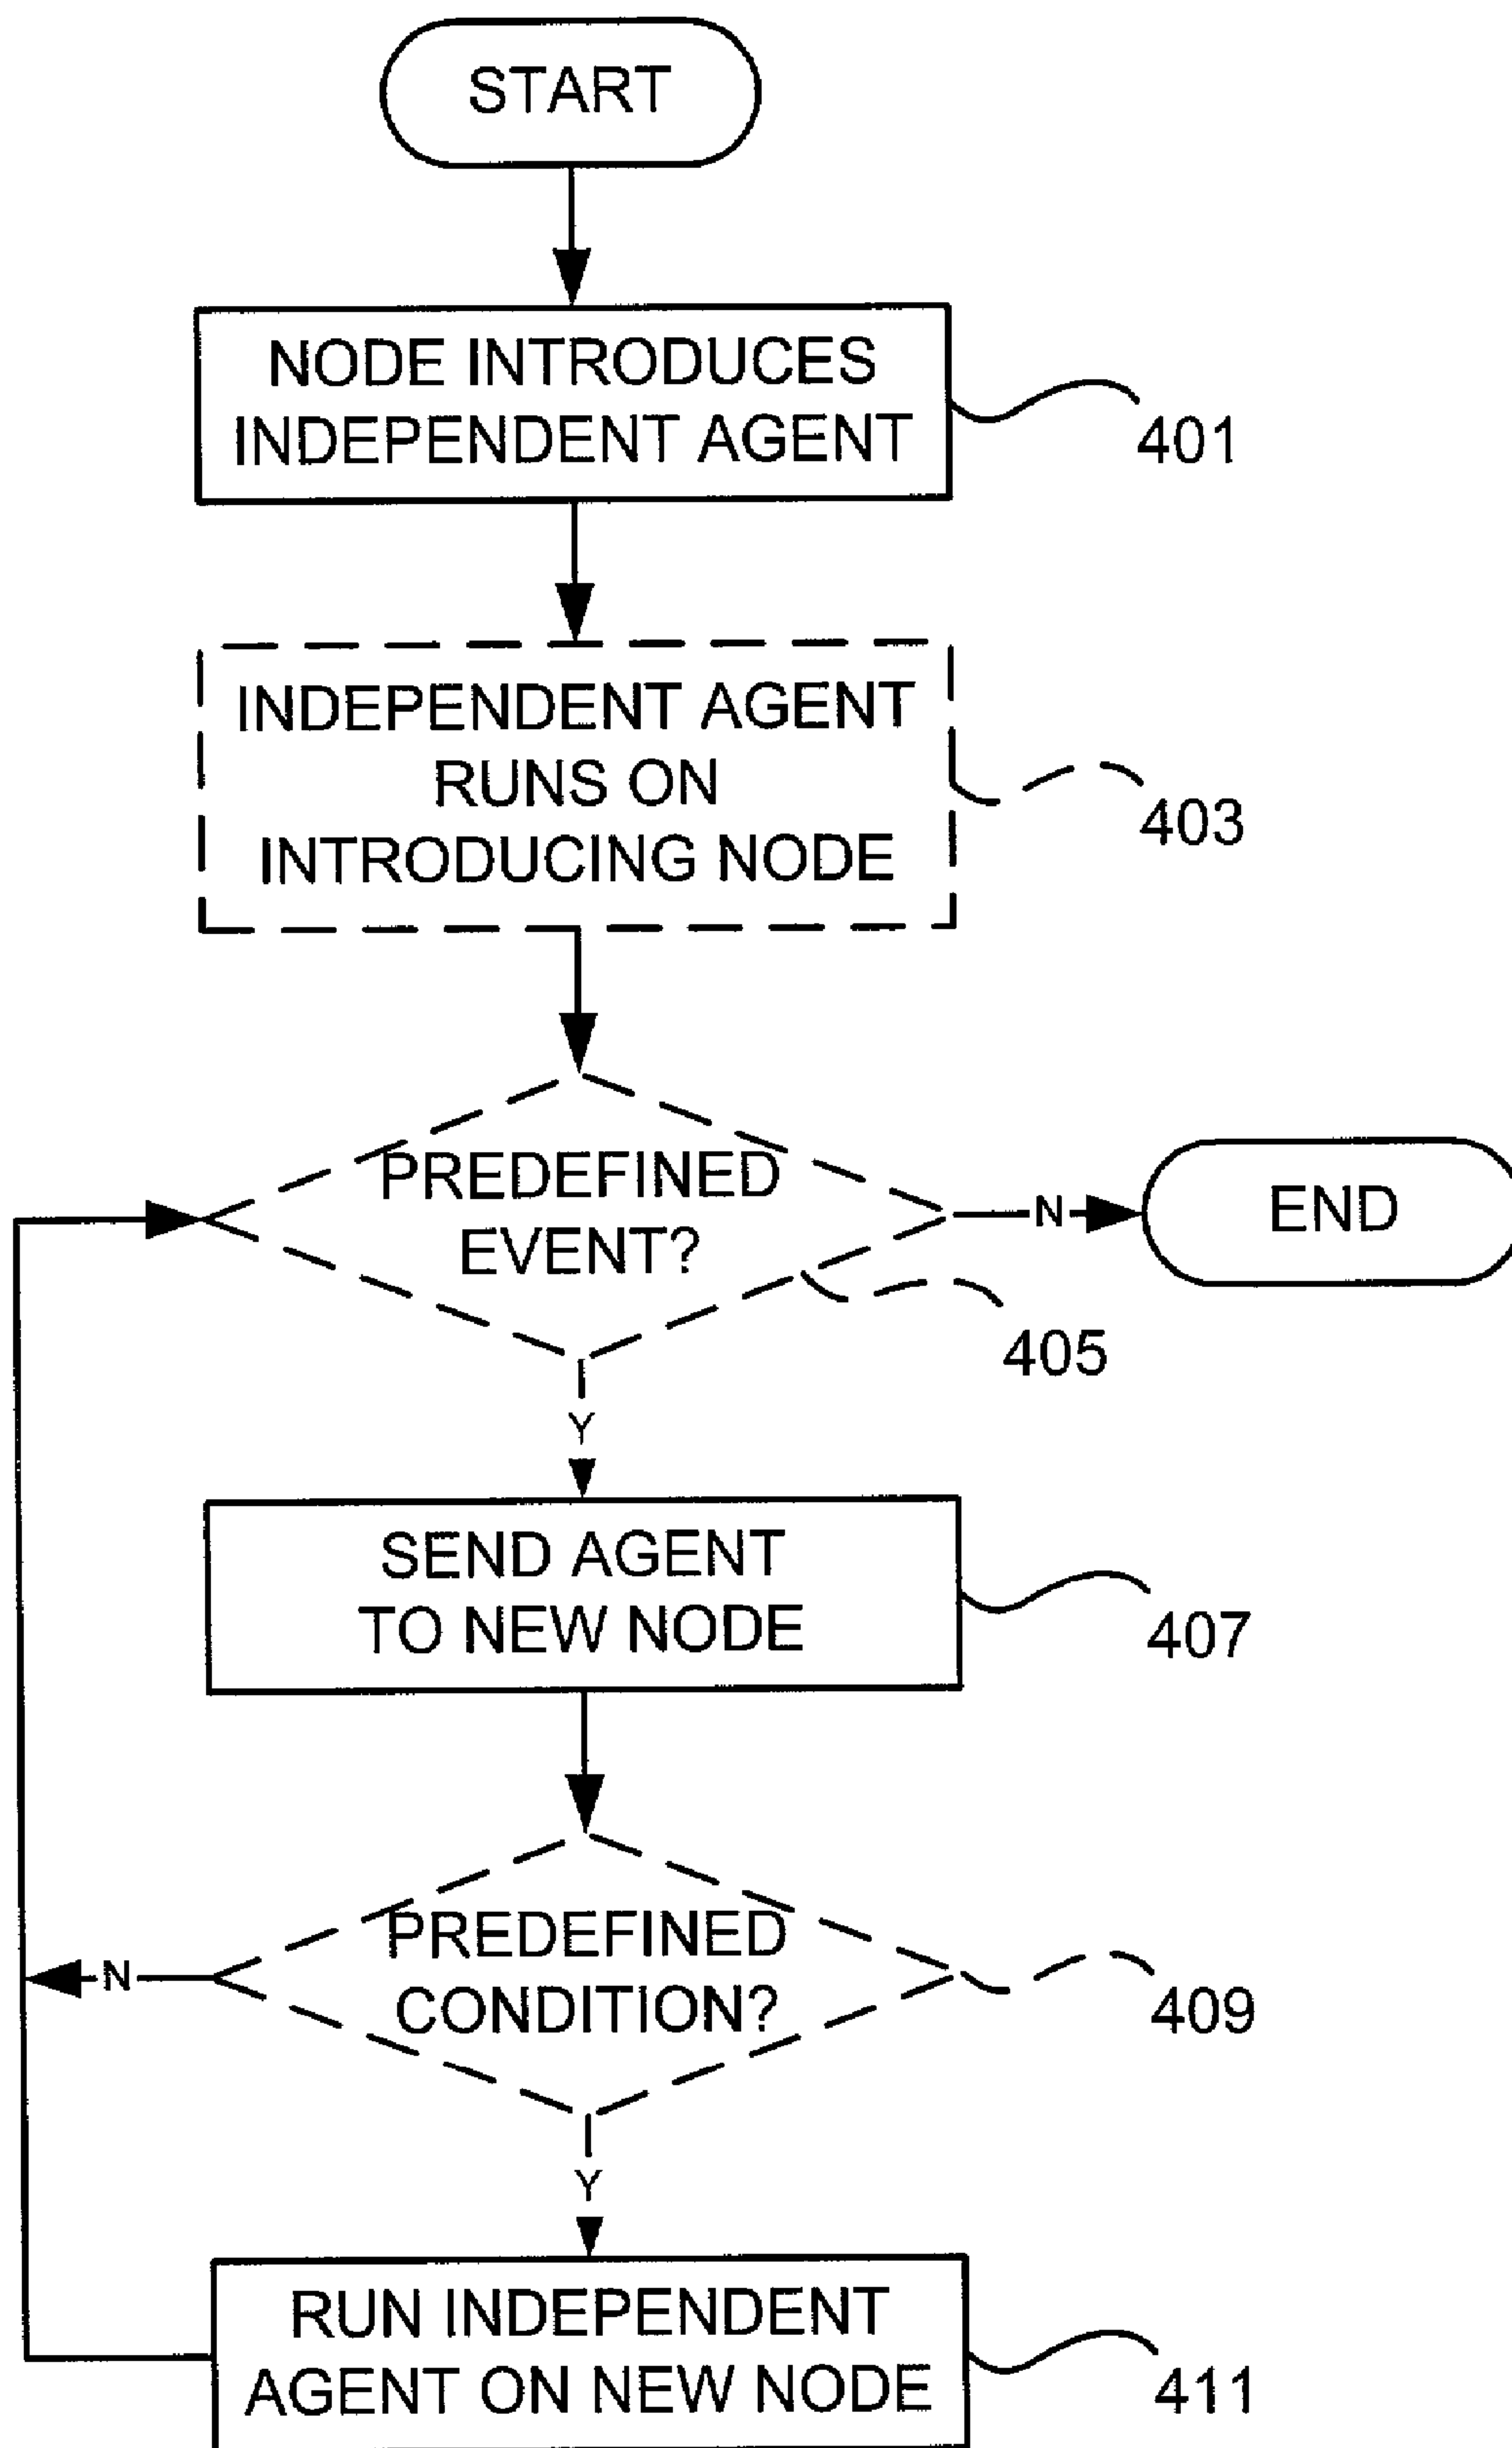 START
NODE INTRODUCES
INDEPENDENT AGENT
401
INDEPENDENT AGENT
RUNS ON
INTRODUCING NODE
403
PREDEFINED
EVENT?
N
END
405
Y
SEND AGENT
TO NEW NODE
407
PREDEFINED
CONDITION?
N
409
Y
RUN INDEPENDENT
AGENT ON NEW NODE
411